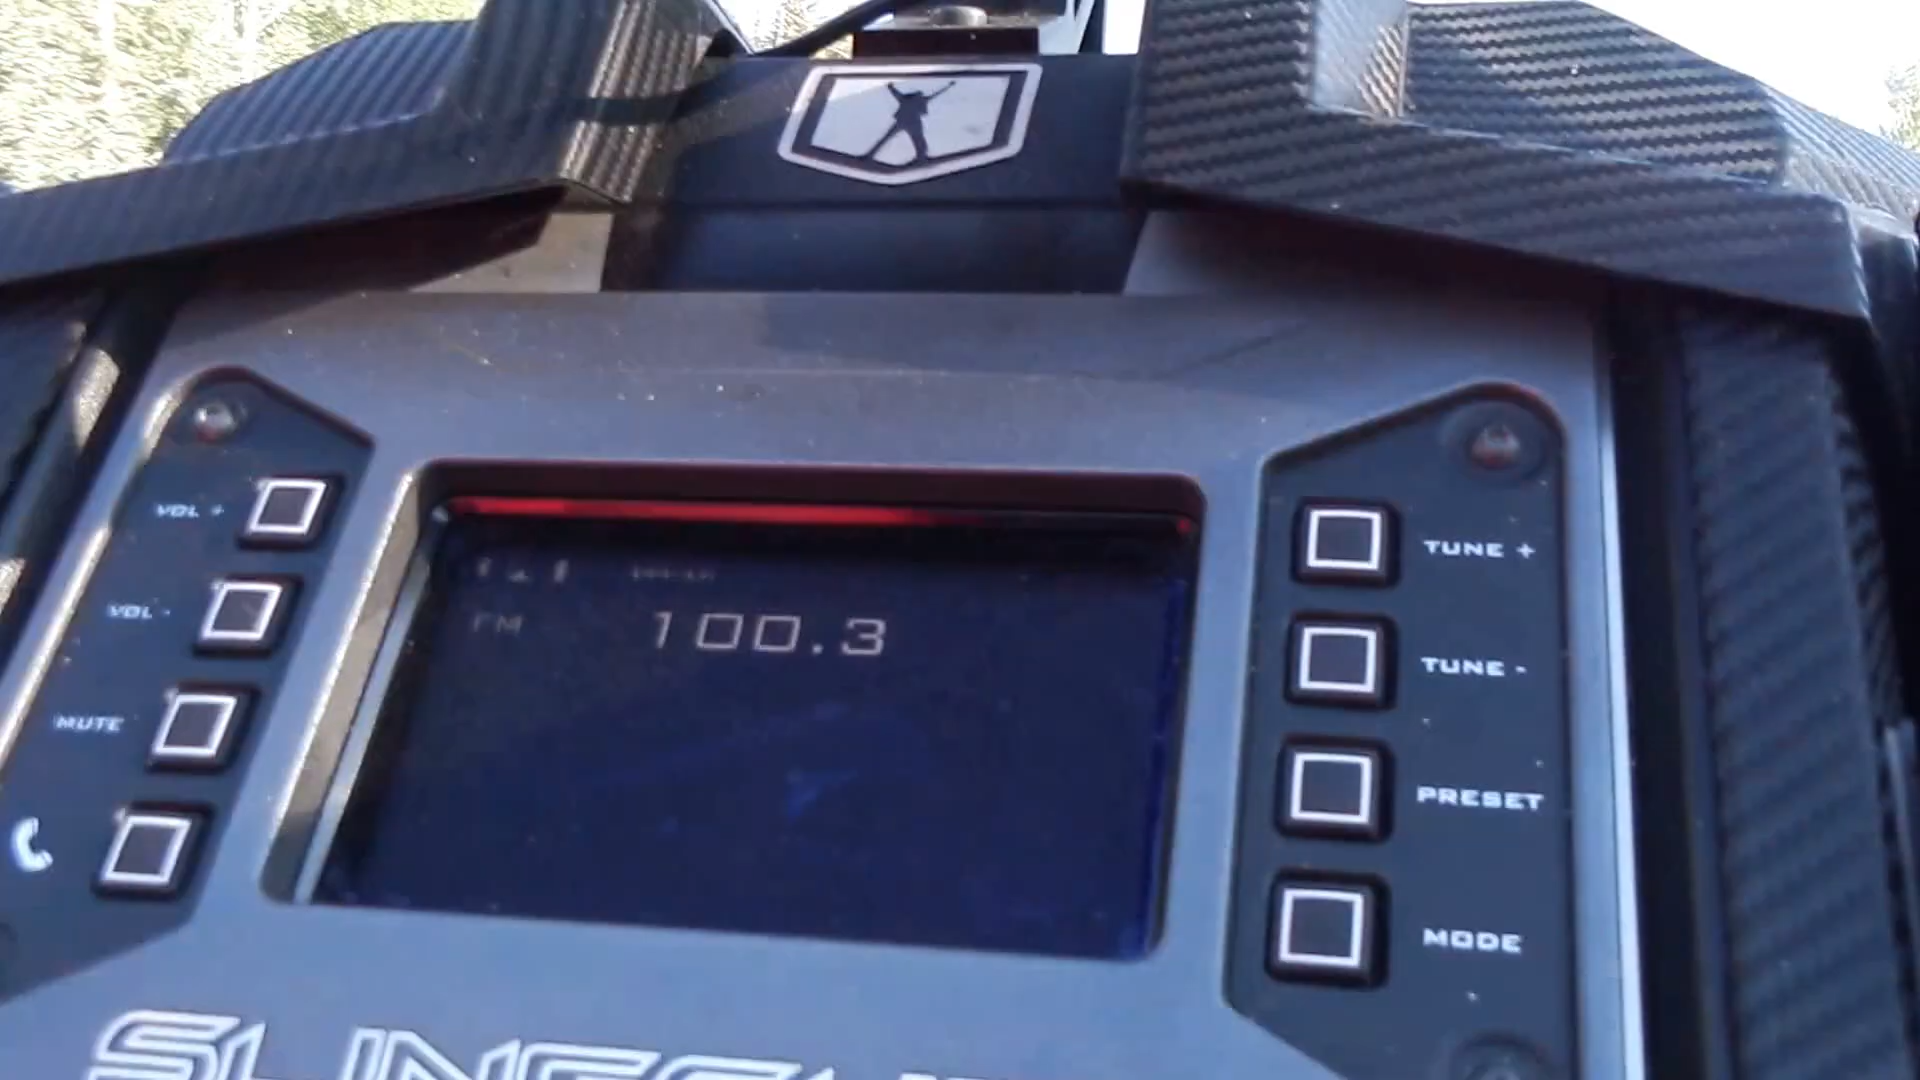 VOL +
VOL -
MUTE
FM 100.3
TUNE +
TUNE -
PRESET
MODE